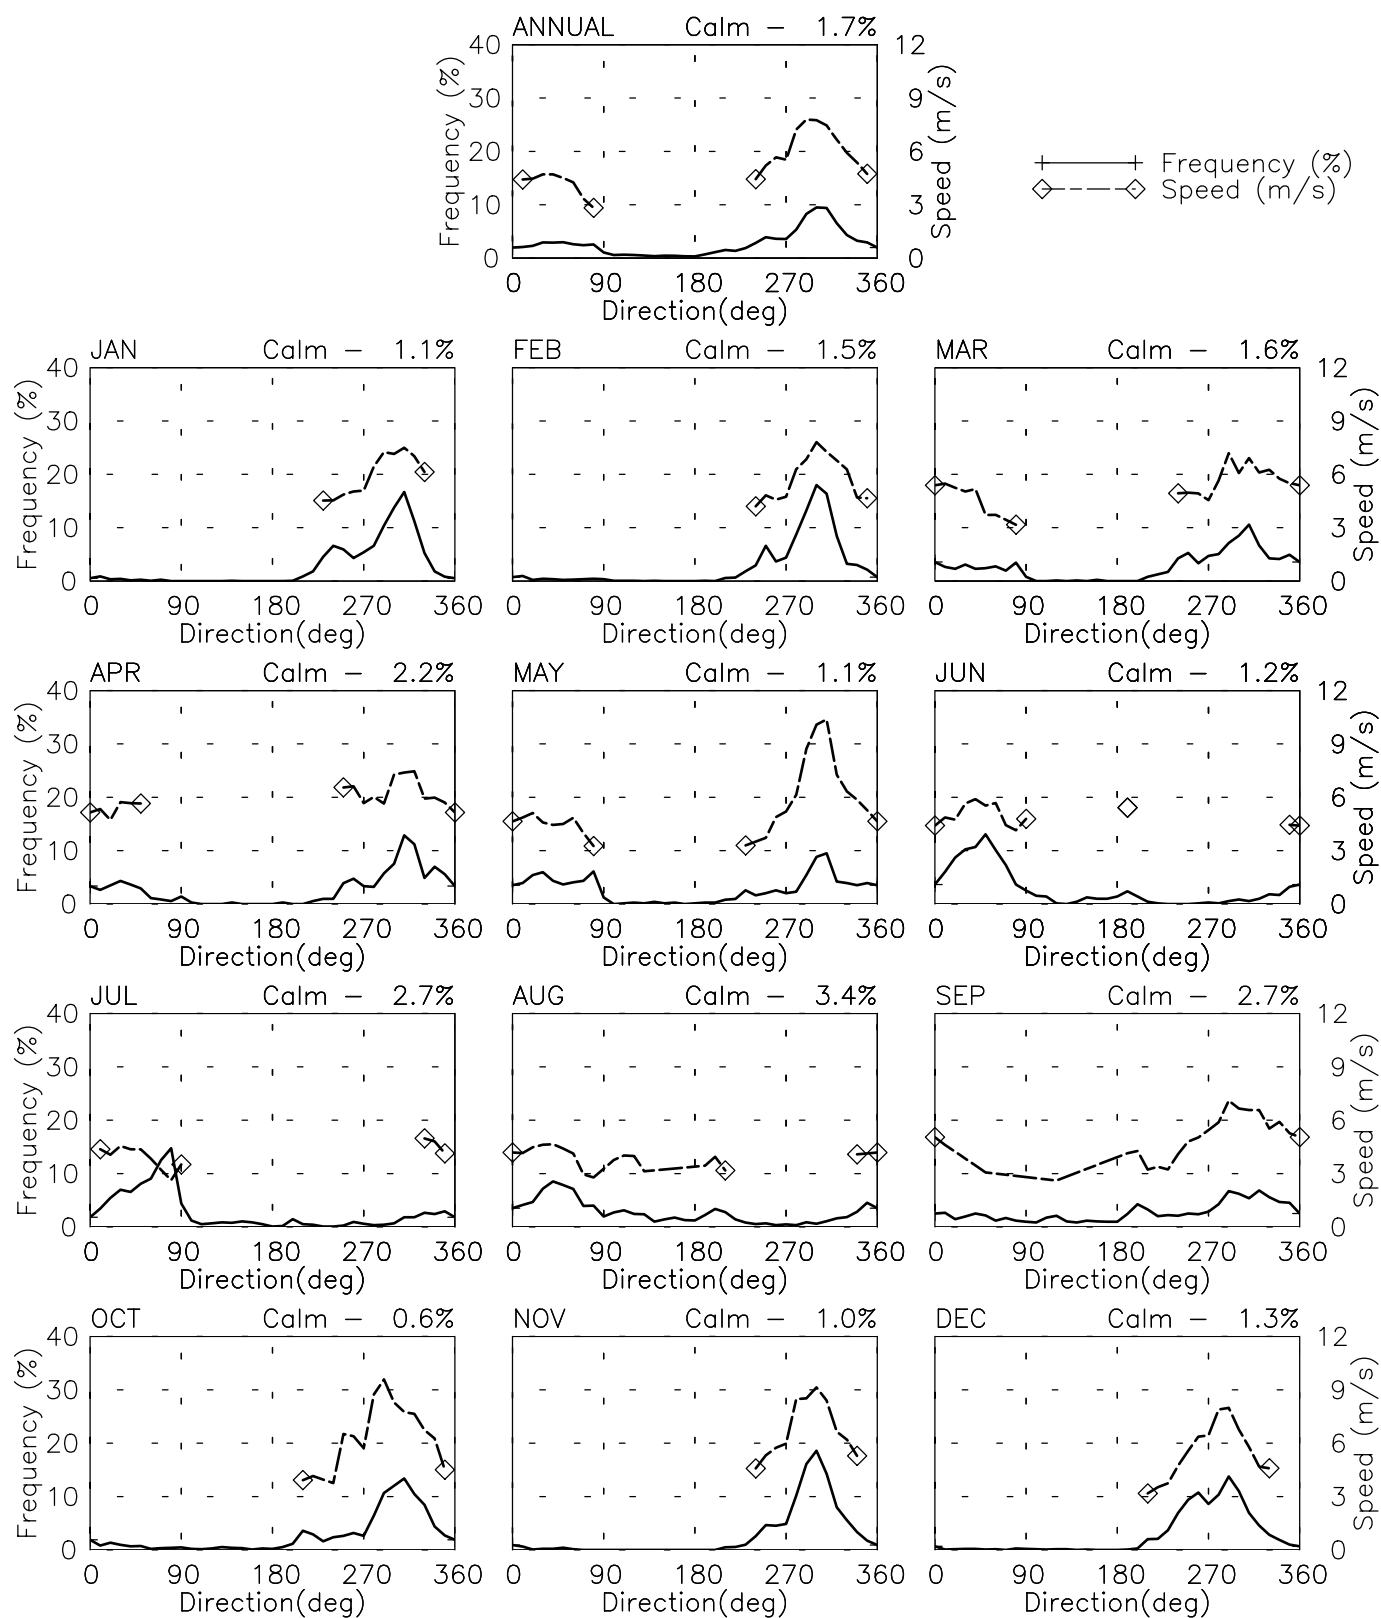 ANNUAL Calm – 1.7%
40 30 20 10 0
Frequency (%)
12 9 6 3 0
Speed (m/s)
0 90 180 270 360
Direction(deg)
Frequency (%)
Speed (m/s)
JAN Calm – 1.1%
FEB Calm – 1.5%
MAR Calm – 1.6%
40 30 20 10 0
Frequency (%)
12 9 6 3 0
Speed (m/s)
0 90 180 270 360
0 90 180 270 360
0 90 180 270 360
Direction(deg)
Direction(deg)
Direction(deg)
APR Calm – 2.2%
MAY Calm – 1.1%
JUN Calm – 1.2%
40 30 20 10 0
Frequency (%)
12 9 6 3 0
Speed (m/s)
0 90 180 270 360
0 90 180 270 360
0 90 180 270 360
Direction(deg)
Direction(deg)
Direction(deg)
JUL Calm – 2.7%
AUG Calm – 3.4%
SEP Calm – 2.7%
40 30 20 10 0
Frequency (%)
12 9 6 3 0
Speed (m/s)
0 90 180 270 360
0 90 180 270 360
0 90 180 270 360
Direction(deg)
Direction(deg)
Direction(deg)
OCT Calm – 0.6%
NOV Calm – 1.0%
DEC Calm – 1.3%
40 30 20 10 0
Frequency (%)
12 9 6 3 0
Speed (m/s)
0 90 180 270 360
0 90 180 270 360
0 90 180 270 360
Direction(deg)
Direction(deg)
Direction(deg)